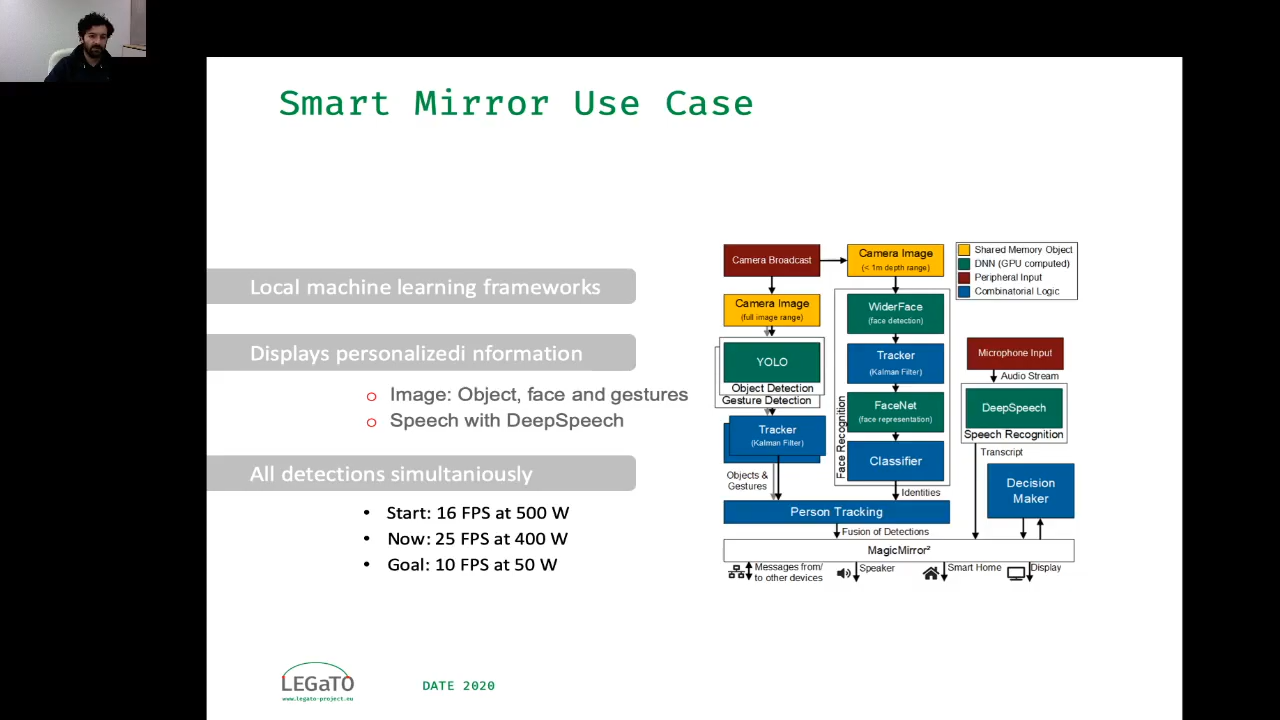 Smart Mirror Use Case
Local machine learning frameworks
Displays personalizedi nformation
Image: Object, face and gestures
Speech with DeepSpeech
All detections simultaniously
Start: 16 FPS at 500 W
Now: 25 FPS at 400 W
Goal: 10 FPS at 50 W
Camera Broadcast
Camera Image
(< 1m depth range)
Shared Memory Object
DNN (GPU computed)
Peripheral Input
Combinatorial Logic
Camera Image
(full image range)
YOLO
Object Detection
Gesture Detection
Tracker
(Kalman Filter)
Objects &
Gestures
WiderFace
(face detection)
Tracker
(Kalman Filter)
FaceNet
(face representation)
Classifier
Face Recognition
Identities
Microphone Input
Audio Stream
DeepSpeech
Speech Recognition
Transcript
Decision
Maker
Person Tracking
Fusion of Detections
MagicMirror²
Messages from/
to other devices
Speaker
Smart Home
Display
LEGaTO
www.legato-project.eu
DATE 2020